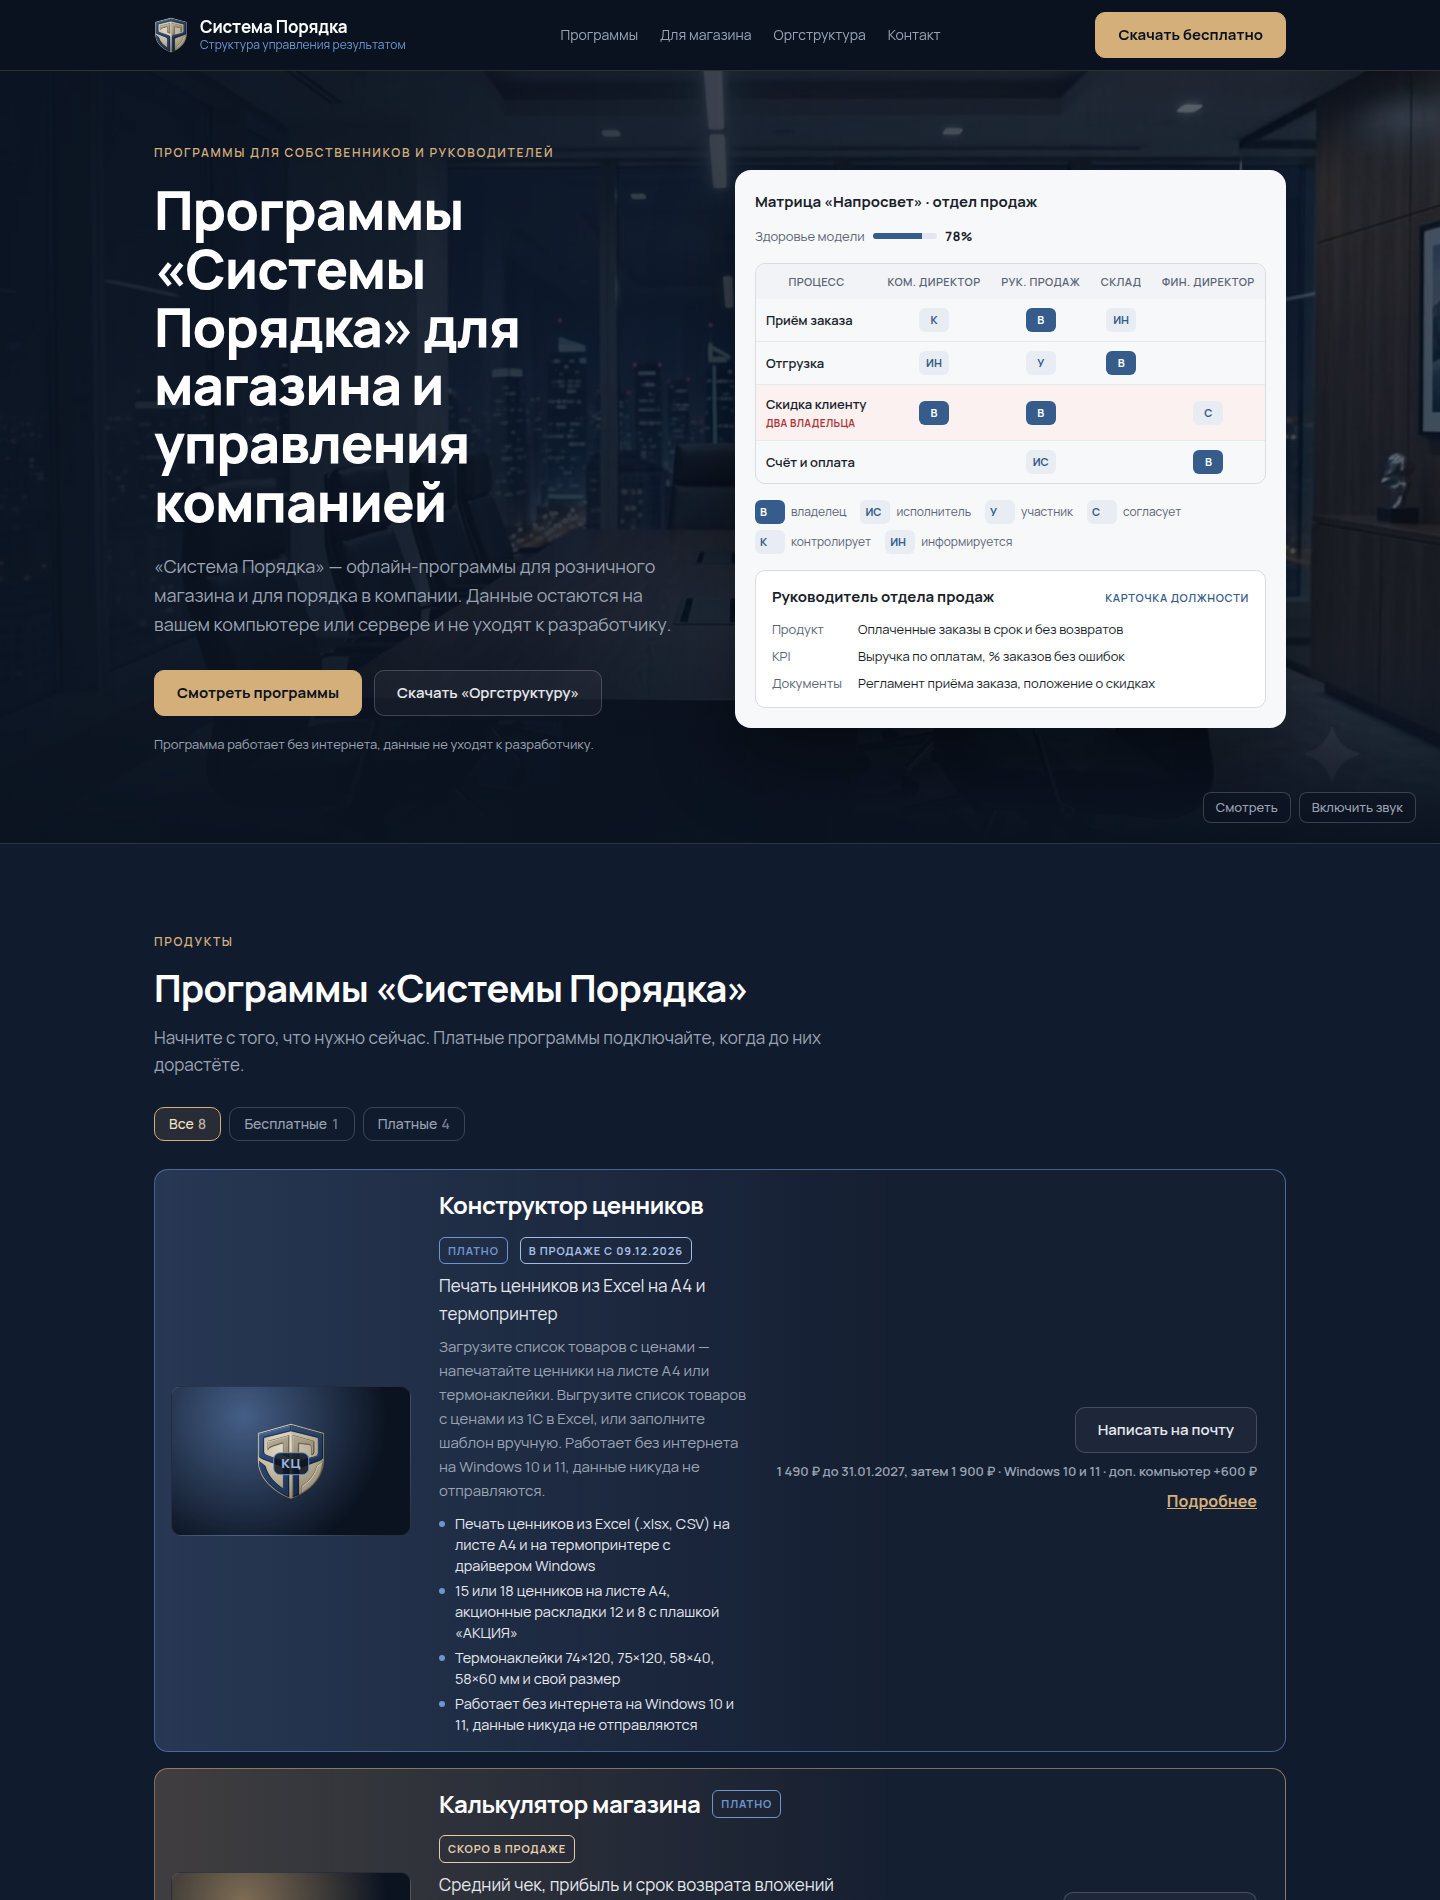 Система Порядка
Структура управления результатом
Программы
Для магазина
Оргструктура
Контакт
Скачать бесплатно
ПРОГРАММЫ ДЛЯ СОБСТВЕННИКОВ И РУКОВОДИТЕЛЕЙ
Программы
«Системы
Порядка» для
магазина и
управления
компанией
«Система Порядка» — офлайн-программы для розничного
магазина и для порядка в компании. Данные остаются на
вашем компьютере или сервере и не уходят к разработчику.
Смотреть программы
Скачать «Оргструктуру»
Программа работает без интернета, данные не уходят к разработчику.
Матрица «Напросвет» · отдел продаж
Здоровье модели 78%
ПРОЦЕСС КОМ. ДИРЕКТОР РУК. ПРОДАЖ СКЛАД ФИН. ДИРЕКТОР
Приём заказа К В ИН
Отгрузка ИН У В
Скидка клиенту В В С
ДВА ВЛАДЕЛЬЦА
Счёт и оплата ИС В
В владелец ИС исполнитель У участник С согласует
К контролирует ИН информируется
Руководитель отдела продаж КАРТОЧКА ДОЛЖНОСТИ
Продукт Оплаченные заказы в срок и без возвратов
KPI Выручка по оплатам, % заказов без ошибок
Документы Регламент приёма заказа, положение о скидках
Смотреть
Включить звук
ПРОДУКТЫ
Программы «Системы Порядка»
Начните с того, что нужно сейчас. Платные программы подключайте, когда до них
дорастёте.
Все 8
Бесплатные 1
Платные 4
КЦ
Конструктор ценников
ПЛАТНО
В ПРОДАЖЕ С 09.12.2026
Печать ценников из Excel на А4 и
термопринтер
Загрузите список товаров с ценами —
напечатайте ценники на листе А4 или
термонаклейки. Выгрузите список товаров
с ценами из 1С в Excel, или заполните
шаблон вручную. Работает без интернета
на Windows 10 и 11, данные никуда не
отправляются.
Печать ценников из Excel (.xlsx, CSV) на
листе А4 и на термопринтере с
драйвером Windows
15 или 18 ценников на листе А4,
акционные раскладки 12 и 8 с плашкой
«АКЦИЯ»
Термонаклейки 74×120, 75×120, 58×40,
58×60 мм и свой размер
Работает без интернета на Windows 10 и
11, данные никуда не отправляются
Написать на почту
1 490 ₽ до 31.01.2027, затем 1 900 ₽ · Windows 10 и 11 · доп. компьютер +600 ₽
Подробнее
Калькулятор магазина
ПЛАТНО
СКОРО В ПРОДАЖЕ
Средний чек, прибыль и срок возврата вложений